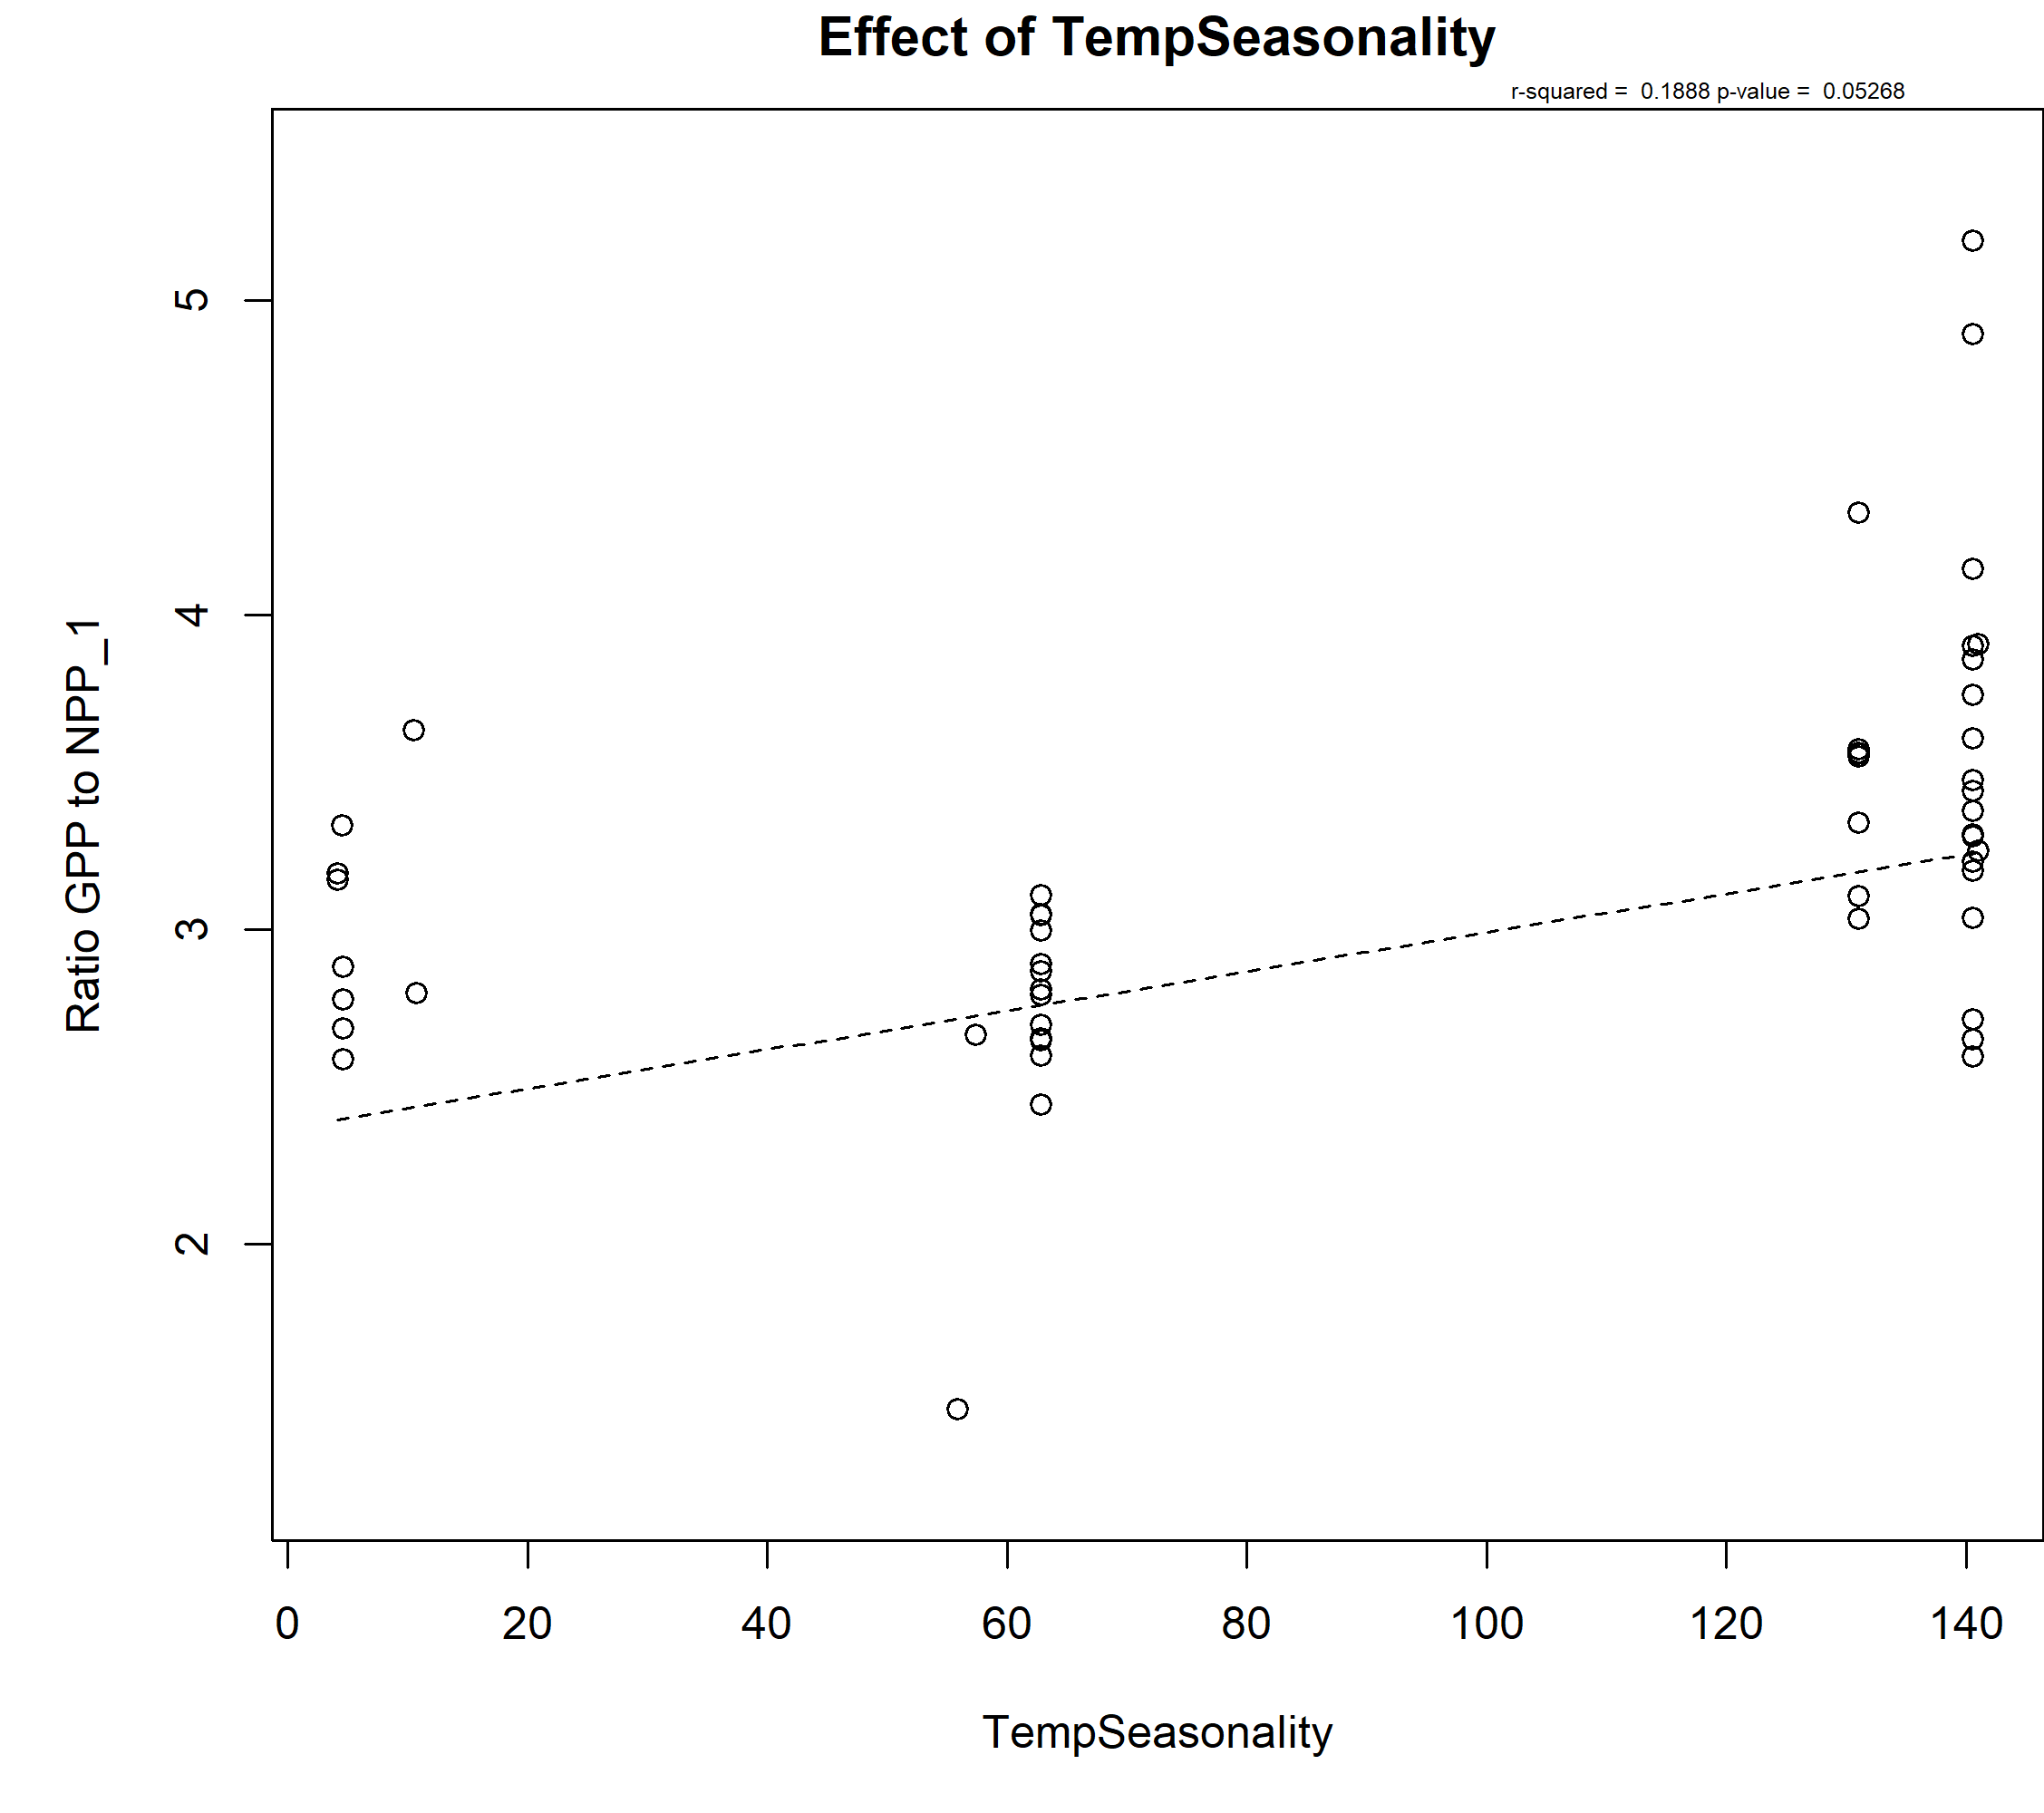 Effect of TempSeasonality
r-squared = 0.1888 p-value = 0.05268
Ratio GPP to NPP_1
5
4
3
2
0 20 40 60 80 100 120 140
TempSeasonality